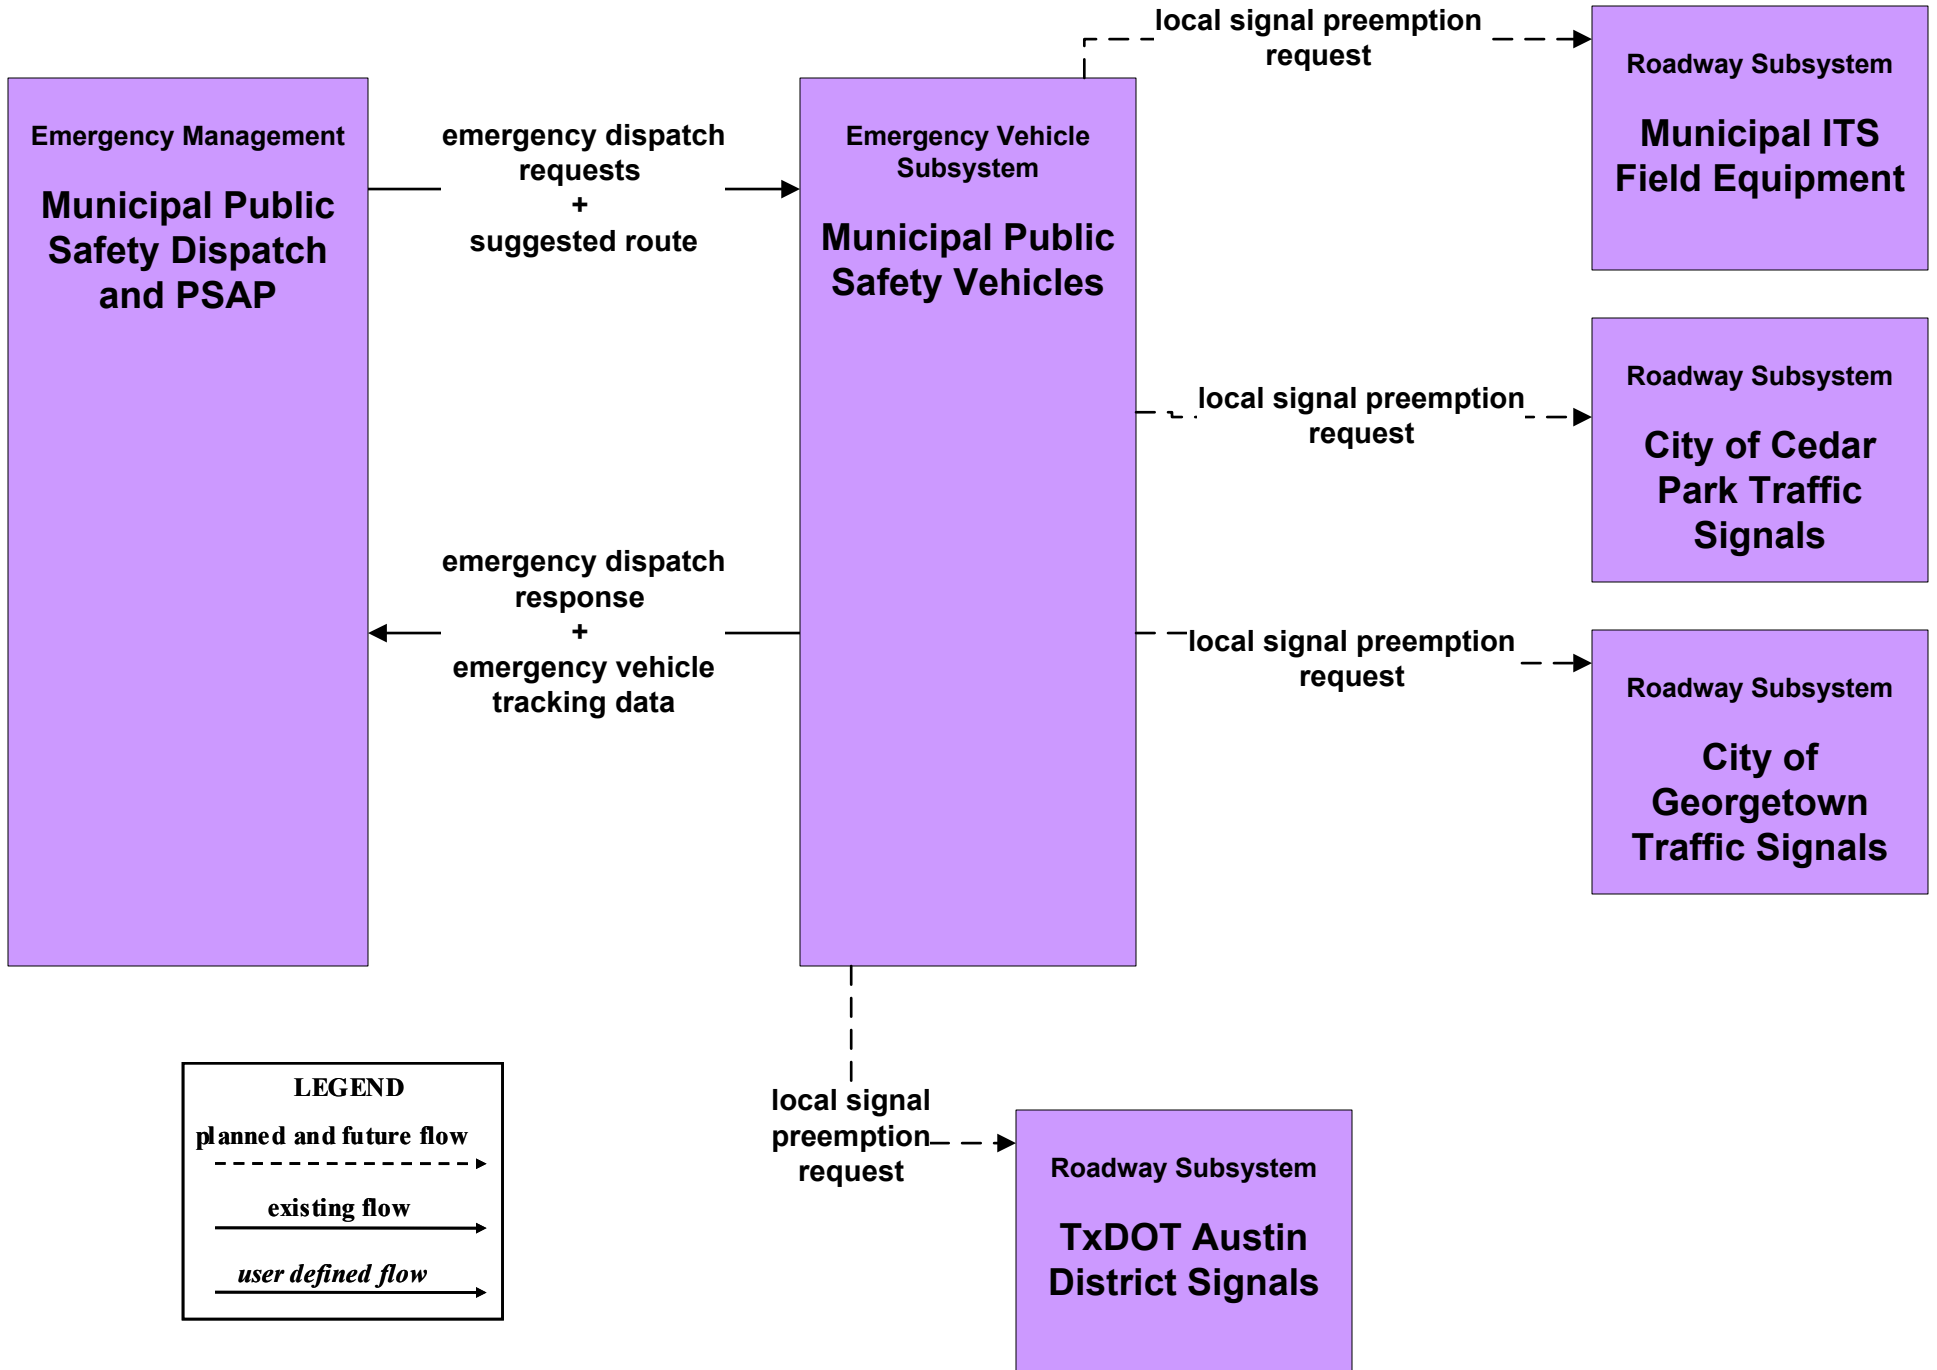 Emergency Management
Municipal Public
Safety Dispatch
and PSAP
emergency dispatch
requests
+
suggested route
emergency dispatch
response
+
emergency vehicle
tracking data
Emergency Vehicle
Subsystem
Municipal Public
Safety Vehicles
local signal preemption
request
Roadway Subsystem
Municipal ITS
Field Equipment
local signal preemption
request
Roadway Subsystem
City of Cedar
Park Traffic
Signals
local signal preemption
request
Roadway Subsystem
City of
Georgetown
Traffic Signals
local signal
preemption
request
Roadway Subsystem
TxDOT Austin
District Signals
LEGEND
planned and future flow
existing flow
user defined flow